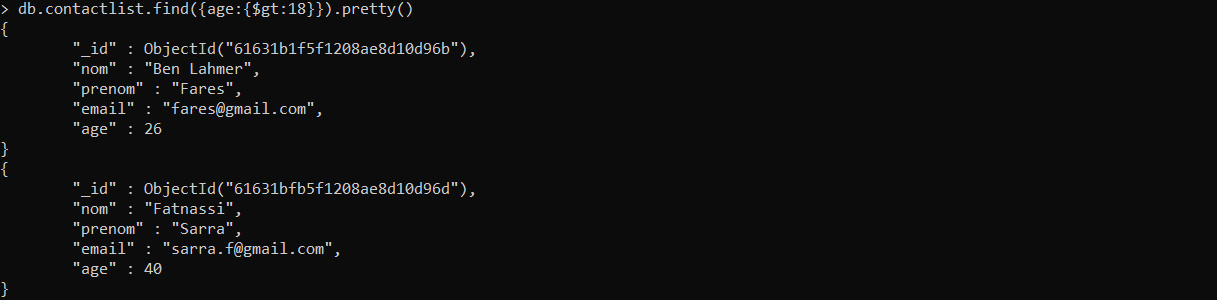 > db.contactlist.find({age:{$gt:18}}).pretty()
{
"_id" : ObjectId("61631b1f5f1208ae8d10d96b"),
"nom" : "Ben Lahmer",
"prenom" : "Fares",
"email" : "fares@gmail.com",
"age" : 26
}
{
"_id" : ObjectId("61631bfb5f1208ae8d10d96d"),
"nom" : "Fatnassi",
"prenom" : "Sarra",
"email" : "sarra.f@gmail.com",
"age" : 40
}